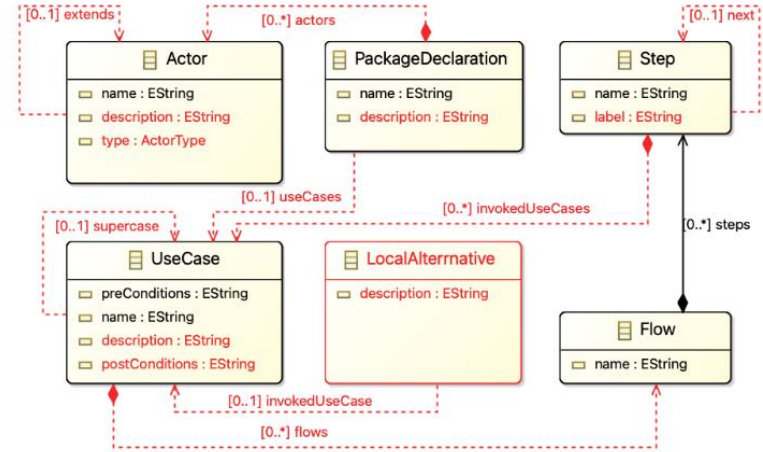 [0..1] extends
[0..*] actors
[0..1] next
Actor
name : EString
description : EString
type : ActorType
PackageDeclaration
name : EString
description : EString
Step
name : EString
label : EString
[0..1] useCases
[0..*] invokedUseCases
[0..1] supercase
[0..*] steps
UseCase
preConditions : EString
name : EString
description : EString
postConditions : EString
LocalAlterrnative
description : EString
Flow
name : EString
[0..1] invokedUseCase
[0..*] flows